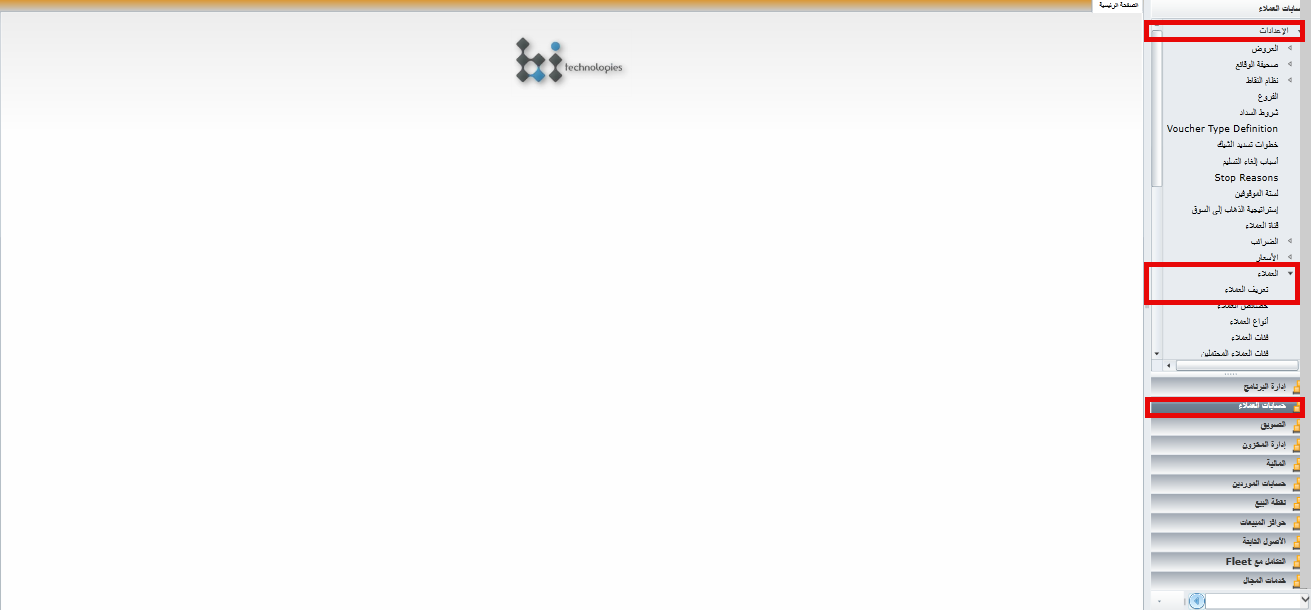 الصفحة الرئيسية
سابات العملاء
technologies
الإعدادات
العروض
صحيفة الوقائع
نظام النقاط
الفروع
شروط السداد
Voucher Type Definition
خطوات تسديد الشيك
أسباب إلغاء التسليم
Stop Reasons
لستة الموقوفين
إستراتيجية الذهاب إلى السوق
قناة العملاء
الضرائب
الأسعار
العملاء
تعريف العملاء
خصائص العملاء
أنواع العملاء
فئات العملاء
فئات العملاء المحتملين
إدارة البرنامج
حسابات العملاء
التسويق
إدارة المخزون
المالية
حسابات الموردين
نقطة البيع
حوافز المبيعات
الأصول الثابتة
التكامل مع Fleet
خدمات المجال